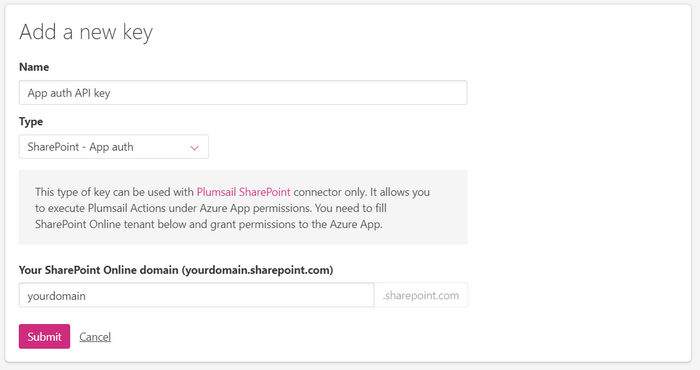 Add a new key
Name
App auth API key
Type
SharePoint - App auth
This type of key can be used with Plumsail SharePoint connector only. It allows you
to execute Plumsail Actions under Azure App permissions. You need to fill
SharePoint Online tenant below and grant permissions to the Azure App.
Your SharePoint Online domain (yourdomain.sharepoint.com)
yourdomain .sharepoint.com
Submit Cancel